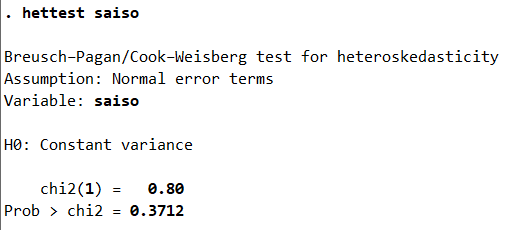 . hettest saiso
Breusch–Pagan/Cook–Weisberg test for heteroskedasticity
Assumption: Normal error terms
Variable: saiso
H0: Constant variance
chi2(1) = 0.80
Prob > chi2 = 0.3712